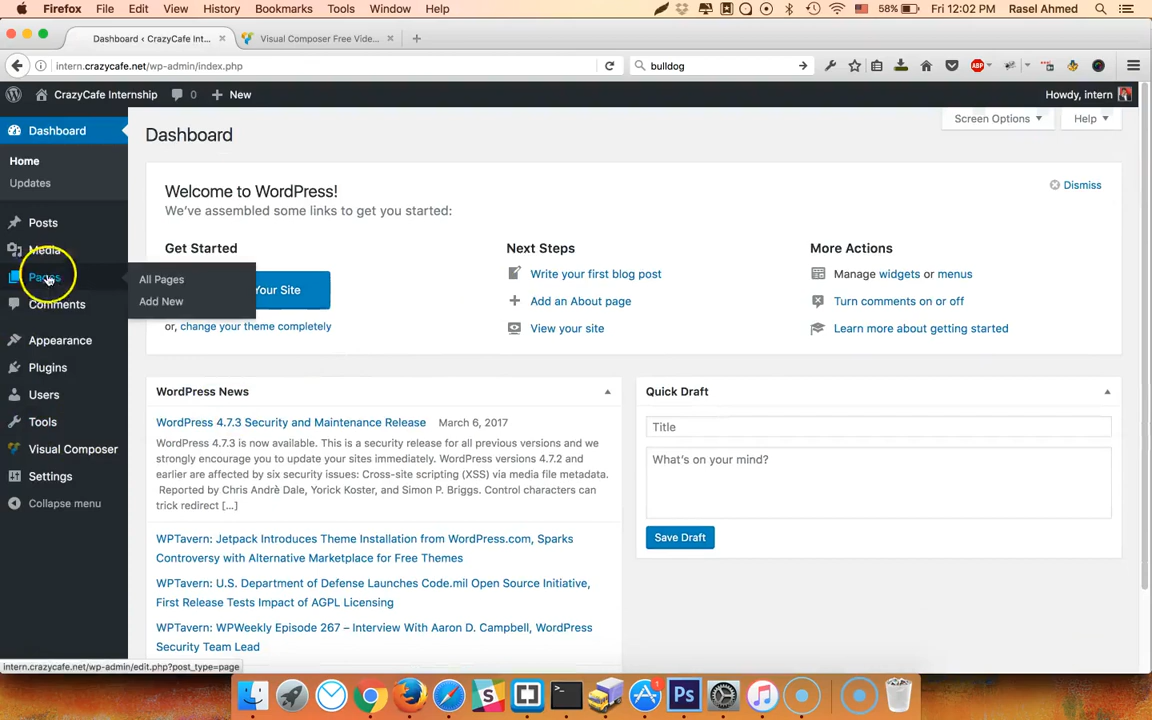 Firefox File Edit View History Bookmarks Tools Window Help
58% Fri 12:02 PM Rasel Ahmed
Dashboard ‹ CrazyCafe Int...
Visual Composer Free Vide...
intern.crazycafe.net/wp-admin/index.php
bulldog
ABP
CrazyCafe Internship 0 New
Howdy, intern
Dashboard
Home
Updates
Posts
Media
Pages
All Pages
Add New
Comments
Appearance
Plugins
Users
Tools
Visual Composer
Settings
Collapse menu
Dashboard
Screen Options
Help
Welcome to WordPress!
We've assembled some links to get you started:
Dismiss
Get Started
Your Site
or, change your theme completely
Next Steps
Write your first blog post
Add an About page
View your site
More Actions
Manage widgets or menus
Turn comments on or off
Learn more about getting started
WordPress News
WordPress 4.7.3 Security and Maintenance Release March 6, 2017
WordPress 4.7.3 is now available. This is a security release for all previous versions and we
strongly encourage you to update your sites immediately. WordPress versions 4.7.2 and
earlier are affected by six security issues: Cross-site scripting (XSS) via media file metadata.
Reported by Chris Andrè Dale, Yorick Koster, and Simon P. Briggs. Control characters can
trick redirect [...]
WPTavern: Jetpack Introduces Theme Installation from WordPress.com, Sparks
Controversy with Alternative Marketplace for Free Themes
WPTavern: U.S. Department of Defense Launches Code.mil Open Source Initiative,
First Release Tests Impact of AGPL Licensing
WPTavern: WPWeekly Episode 267 – Interview With Aaron D. Campbell, WordPress
Security Team Lead
Quick Draft
Title
What's on your mind?
Save Draft
intern.crazycafe.net/wp-admin/edit.php?post_type=page
Ps